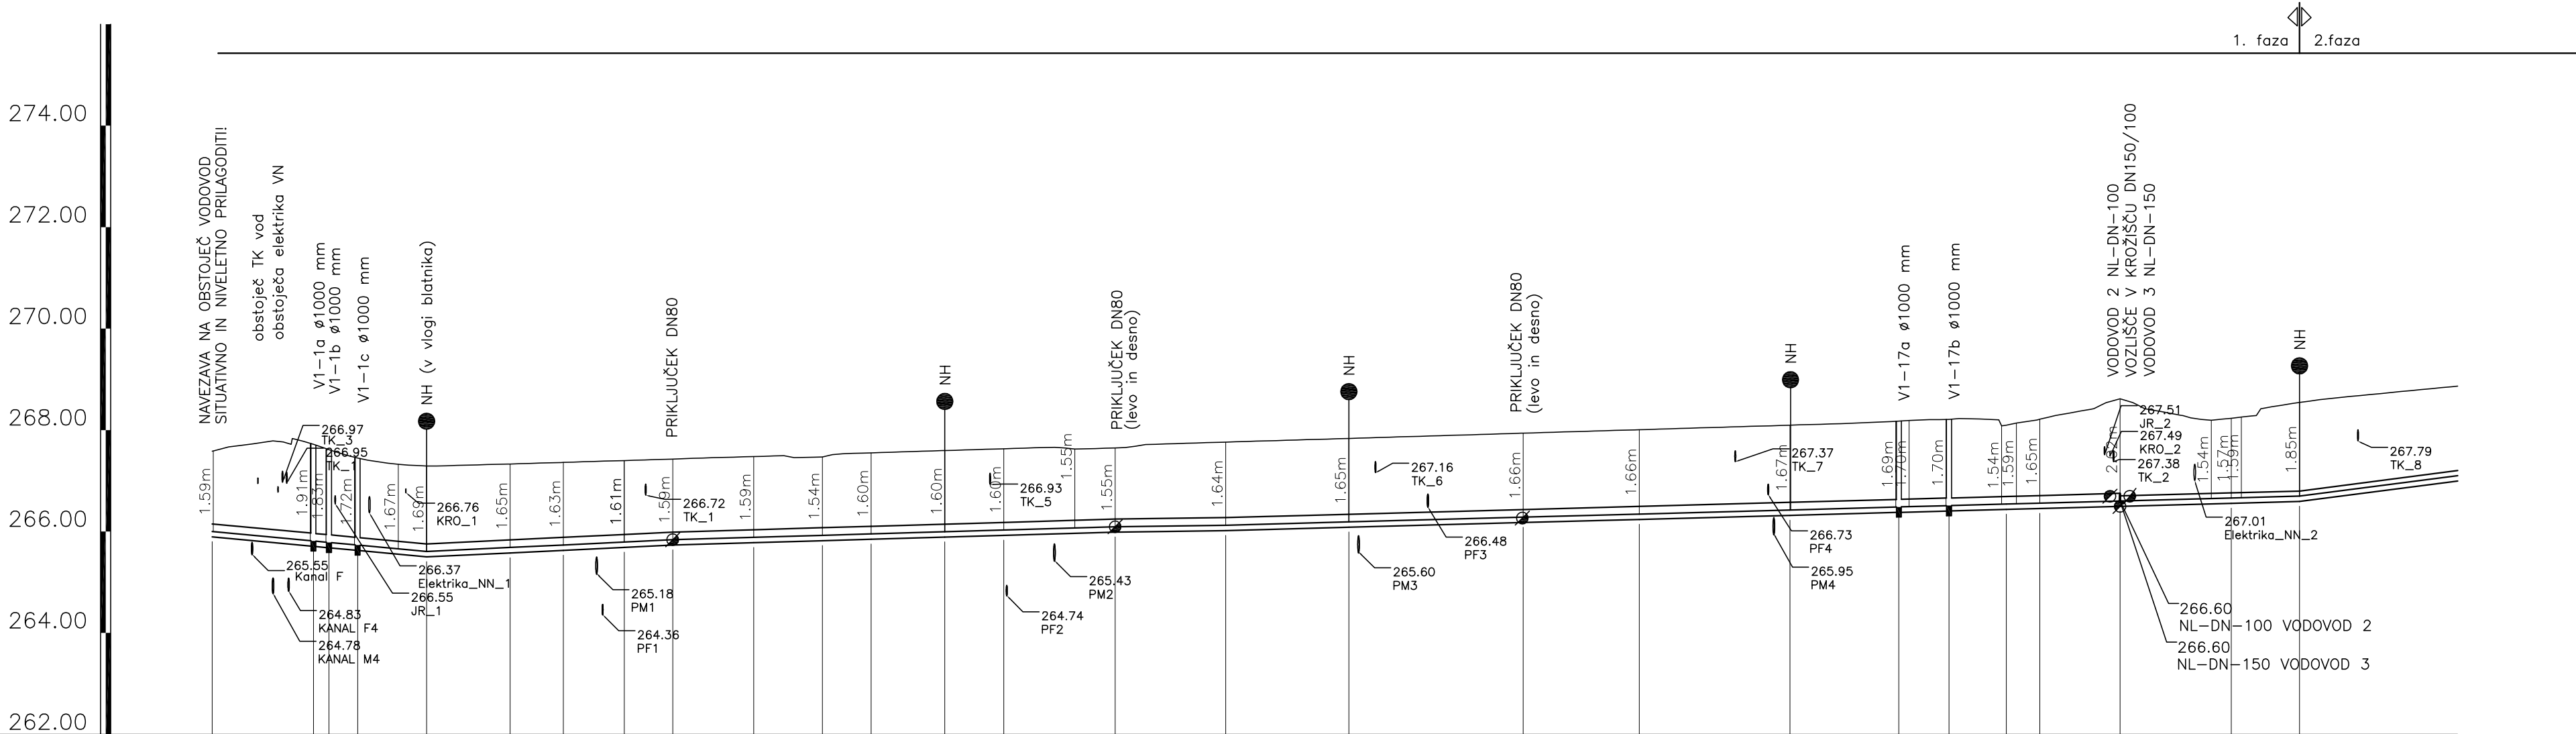 1. faza
2.faza
274.00
272.00
270.00
268.00
266.00
264.00
262.00
NAVEZAVA NA OBSTOJEČ VODOVOD
SITUATIVNO IN NIVELETNO PRILAGODITI!
obstoječ TK vod
obstoječa elektrika VN
V1-1a ø1000 mm
V1-1b ø1000 mm
V1-1c ø1000 mm
NH (v vlogi blatnika)
PRIKLJUČEK DN80
NH
PRIKLJUČEK DN80
(levo in desno)
NH
PRIKLJUČEK DN80
(levo in desno)
NH
V1-17a ø1000 mm
V1-17b ø1000 mm
VODOVOD 2 NL-DN-100
VOZLIŠČE V KROŽIŠČU DN150/100
VODOVOD 3 NL-DN-150
NH
1.59m
1.91m
1.83m
1.72m
1.67m
1.69m
1.65m
1.63m
1.61m
1.59m
1.59m
1.54m
1.60m
1.60m
1.60m
1.55m
1.55m
1.64m
1.65m
1.66m
1.66m
1.67m
1.69m
1.70m
1.70m
1.54m
1.59m
1.65m
1.54m
1.57m
1.59m
1.85m
266.97
TK_3
266.95
TK_1
266.76
KRO_1
266.37
Elektrika_NN_1
266.55
JR_1
265.55
Kanal F
264.83
KANAL F4
264.78
KANAL M4
265.18
PM1
264.36
PF1
266.72
TK_1
266.93
TK_5
265.43
PM2
264.74
PF2
267.16
TK_6
266.48
PF3
265.60
PM3
267.37
TK_7
266.73
PF4
265.95
PM4
267.51
JR_2
267.49
KRO_2
267.38
TK_2
267.01
Elektrika_NN_2
267.79
TK_8
266.60
NL-DN-100 VODOVOD 2
266.60
NL-DN-150 VODOVOD 3